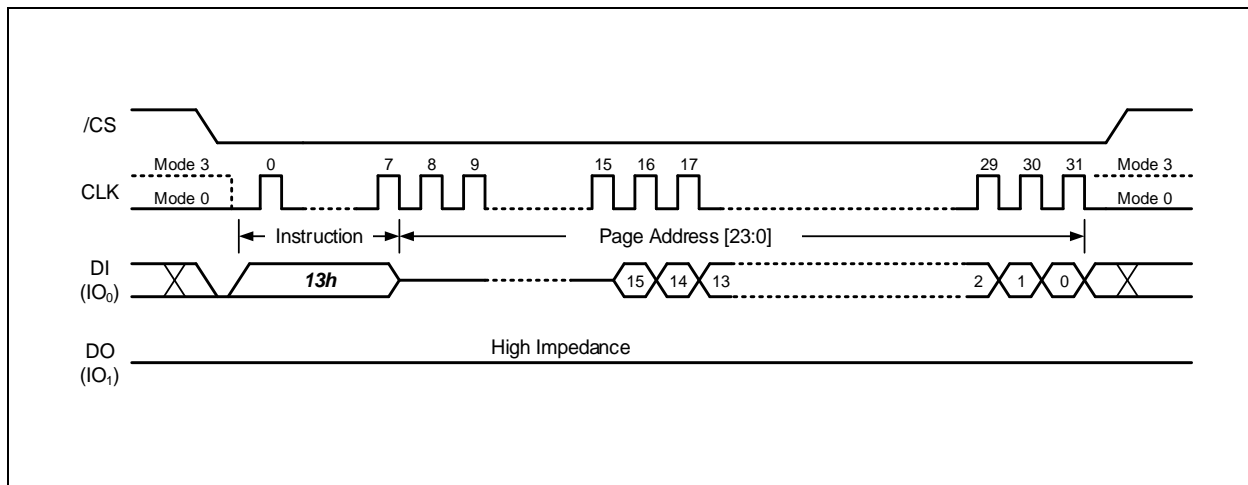 /CS
Mode 3 0 7 8 9 15 16 17 29 30 31 Mode 3
CLK
Mode 0 Mode 0
Instruction Page Address [23:0]
DI
(IO₀)
13h 15 14 13 2 1 0
DO
(IO₁)
High Impedance